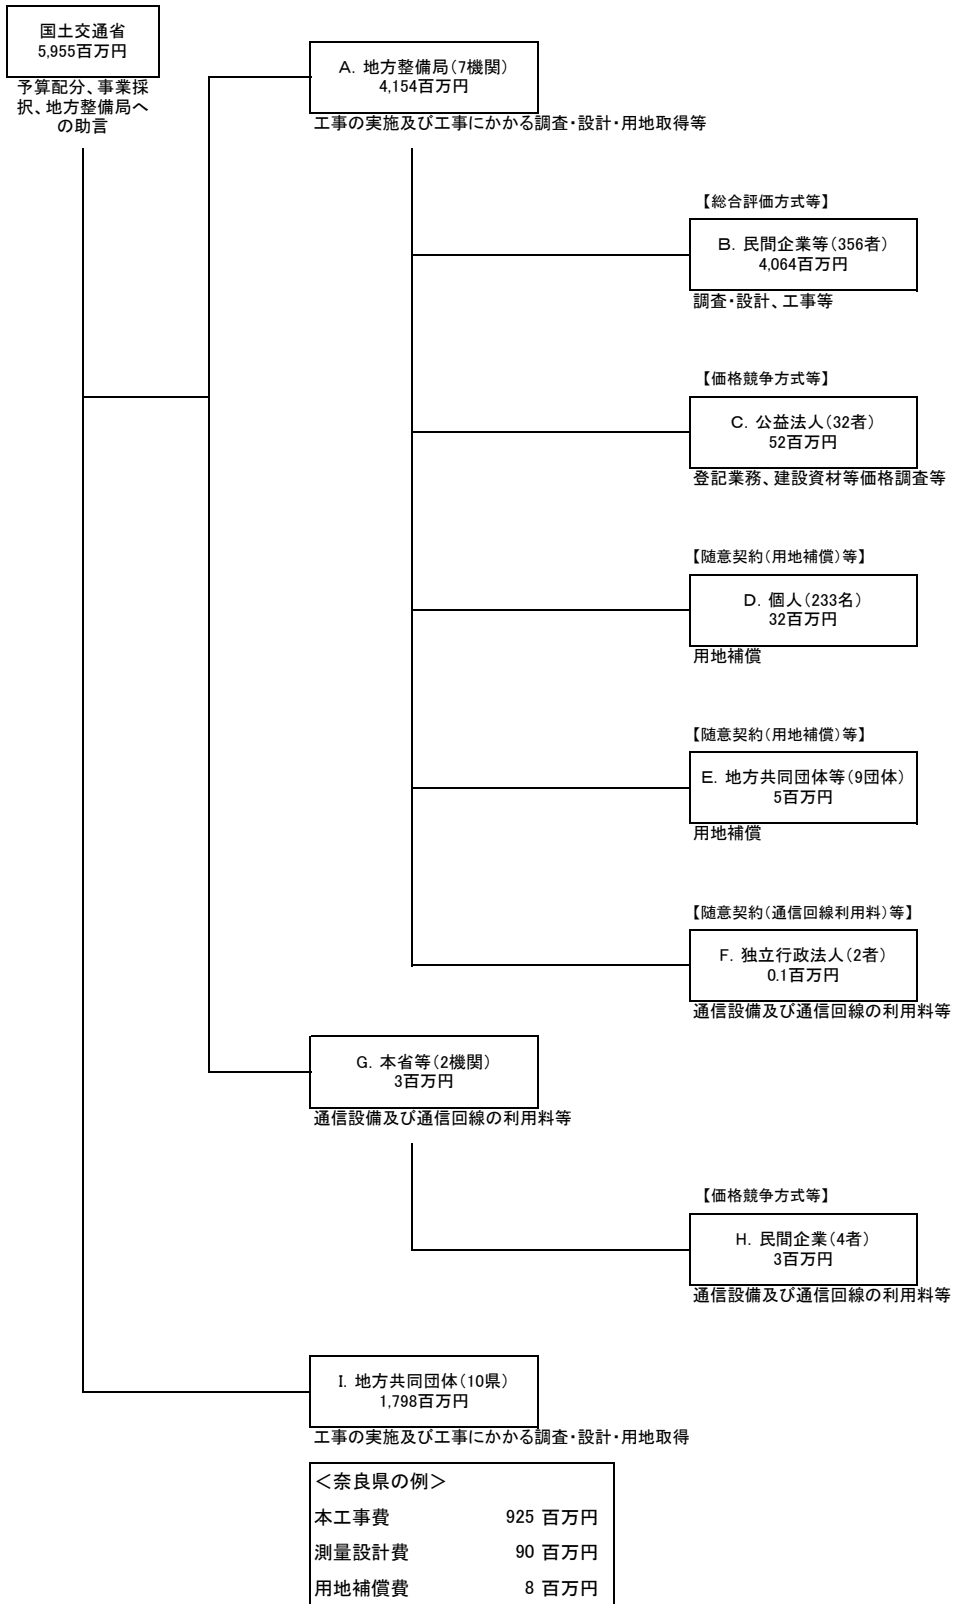 国土交通省
5,955百万円
予算配分、事業採
択、地方整備局へ
の助言
A. 地方整備局(7機関)
4,154百万円
工事の実施及び工事にかかる調査・設計・用地取得等
【総合評価方式等】
B. 民間企業等(356者)
4,064百万円
調査・設計、工事等
【価格競争方式等】
C. 公益法人(32者)
52百万円
登記業務、建設資材等価格調査等
【随意契約(用地補償)等】
D. 個人(233名)
32百万円
用地補償
【随意契約(用地補償)等】
E. 地方共同団体等(9団体)
5百万円
用地補償
【随意契約(通信回線利用料)等】
F. 独立行政法人(2者)
0.1百万円
通信設備及び通信回線の利用料等
G. 本省等(2機関)
3百万円
通信設備及び通信回線の利用料等
【価格競争方式等】
H. 民間企業(4者)
3百万円
通信設備及び通信回線の利用料等
I. 地方共同団体(10県)
1,798百万円
工事の実施及び工事にかかる調査・設計・用地取得
<奈良県の例>
本工事費 925 百万円
測量設計費 90 百万円
用地補償費 8 百万円